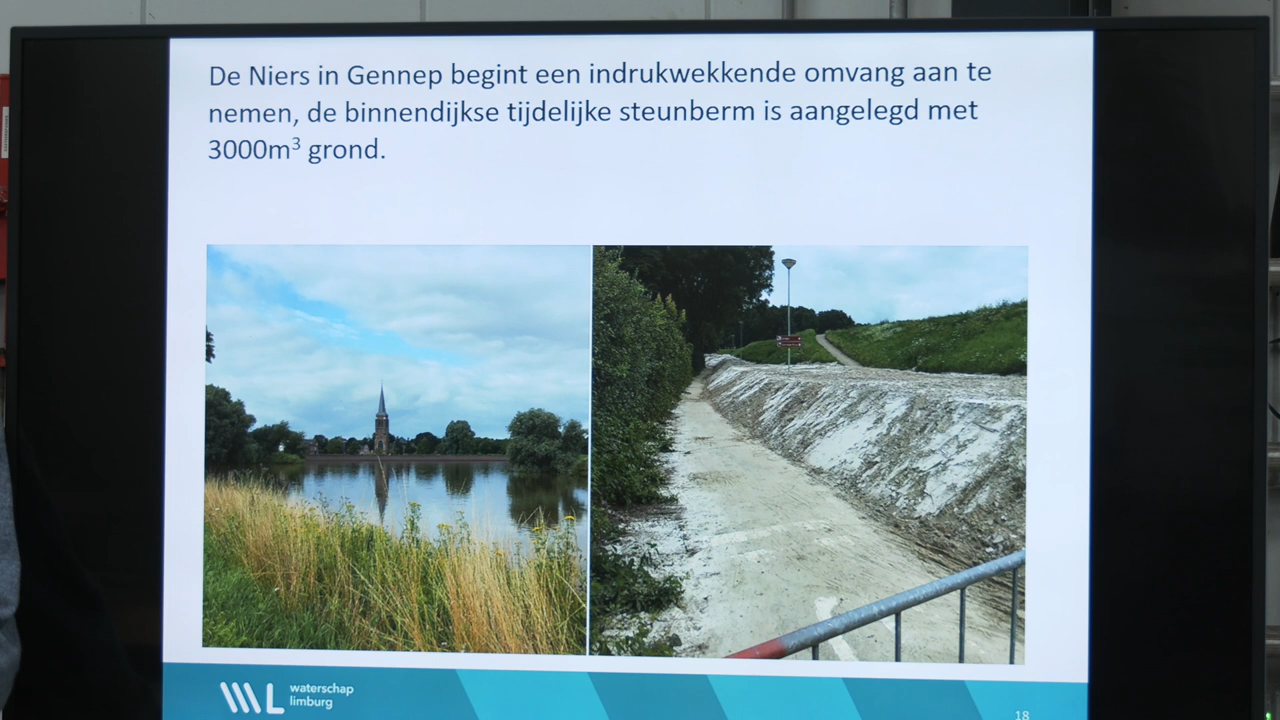 De Niers in Gennep begint een indrukwekkende omvang aan te
nemen, de binnendijkse tijdelijke steunberm is aangelegd met
3000m³ grond.
waterschap
limburg
18